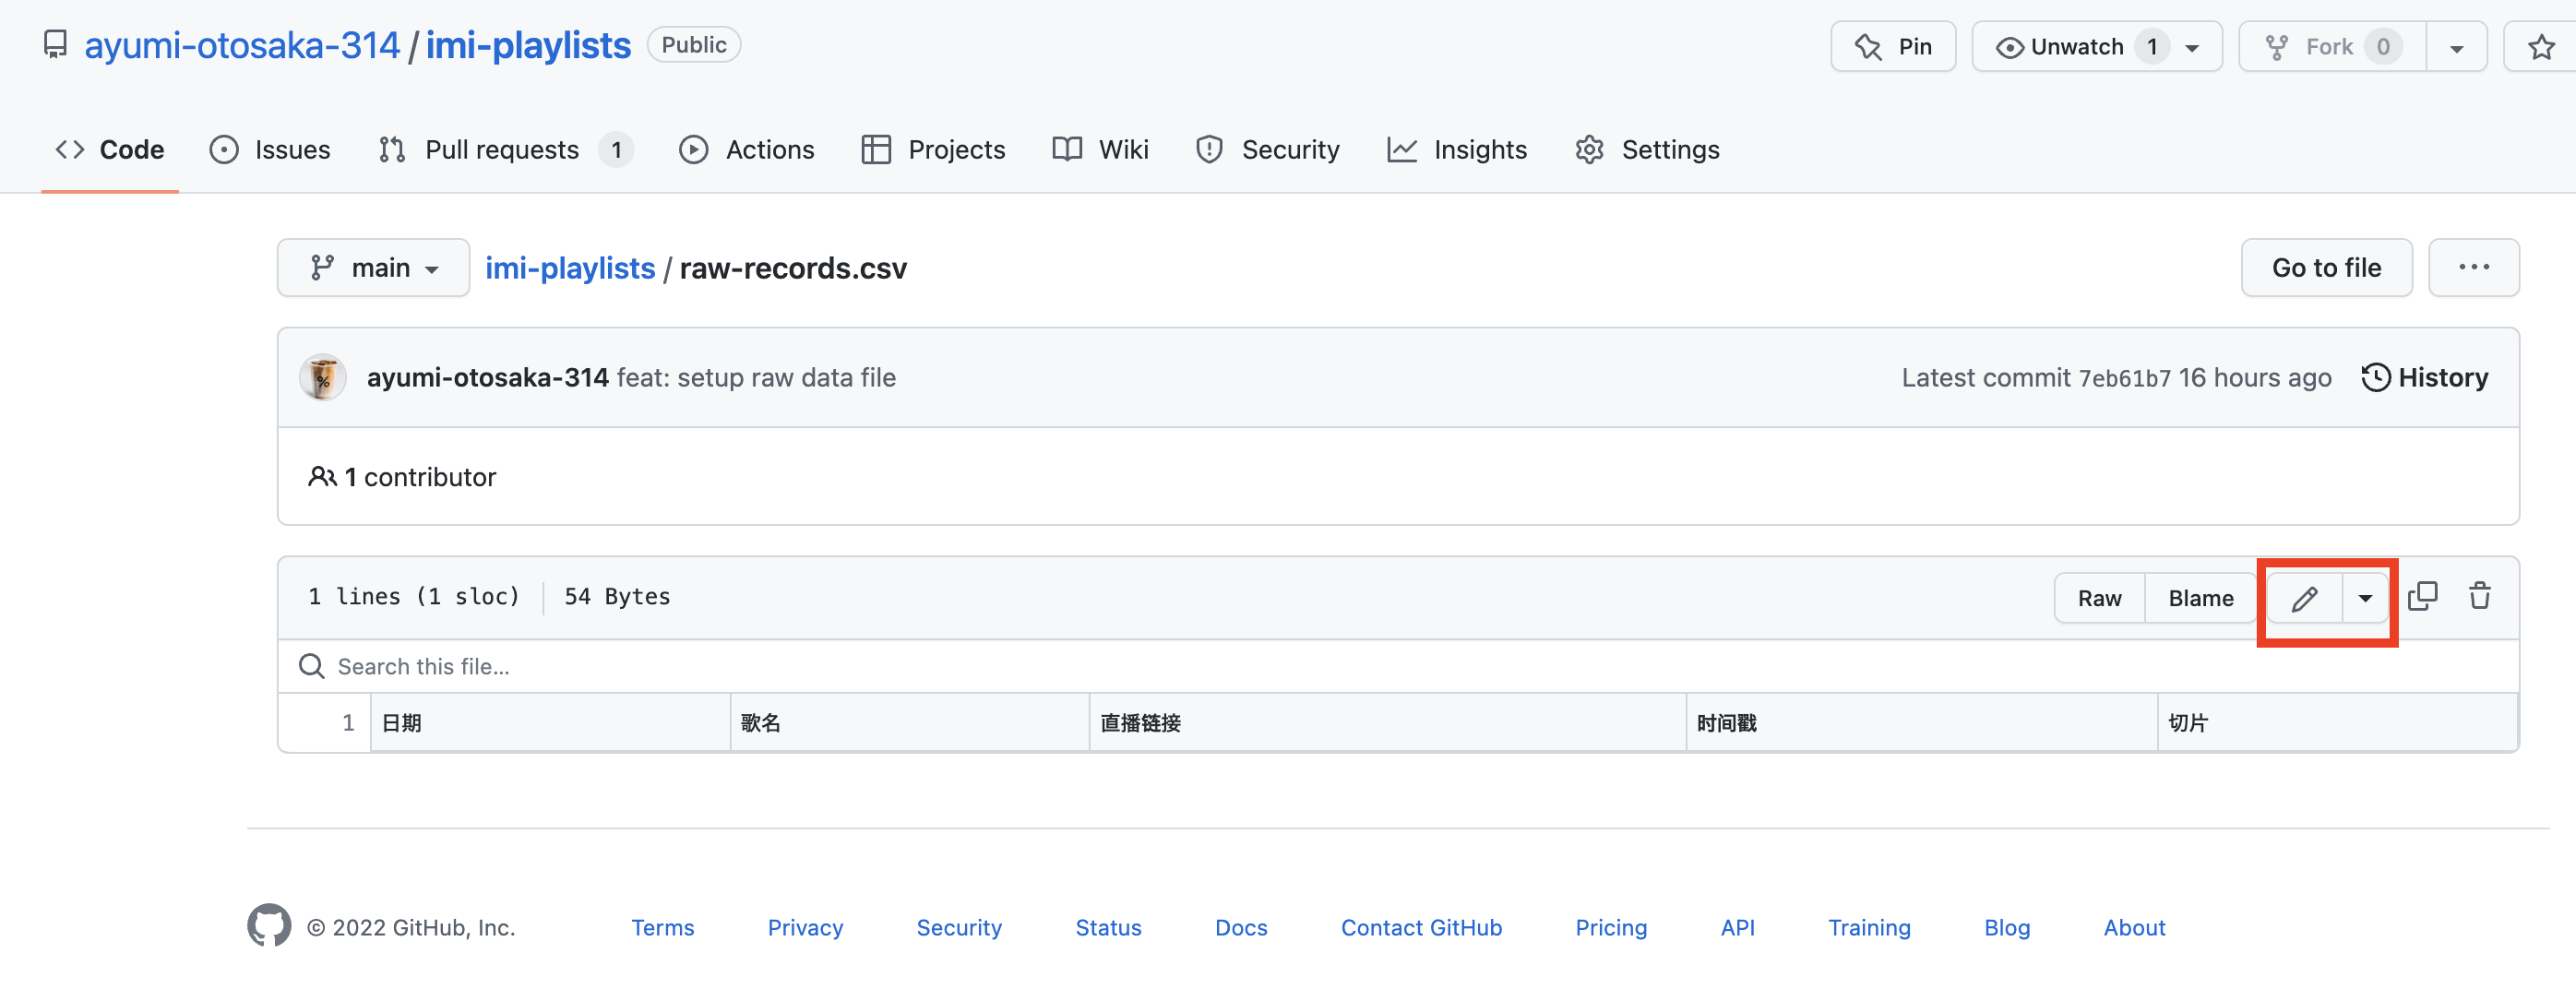 ayumi-otosaka-314 / imi-playlists Public Pin Unwatch 1 Fork 0
Code Issues Pull requests 1 Actions Projects Wiki Security Insights Settings
main imi-playlists / raw-records.csv Go to file ...
ayumi-otosaka-314 feat: setup raw data file Latest commit 7eb61b7 16 hours ago History
1 contributor
1 lines (1 sloc) 54 Bytes Raw Blame
Search this file...
1 日期 歌名 直播链接 时间戳 切片
© 2022 GitHub, Inc. Terms Privacy Security Status Docs Contact GitHub Pricing API Training Blog About